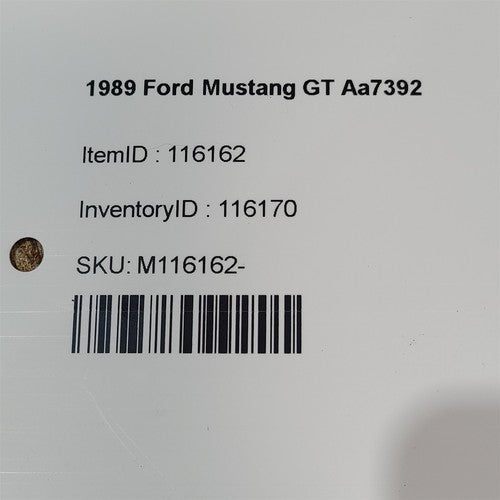 1989 Ford Mustang GT Aa7392
ItemID : 116162
InventoryID : 116170
SKU: M116162-